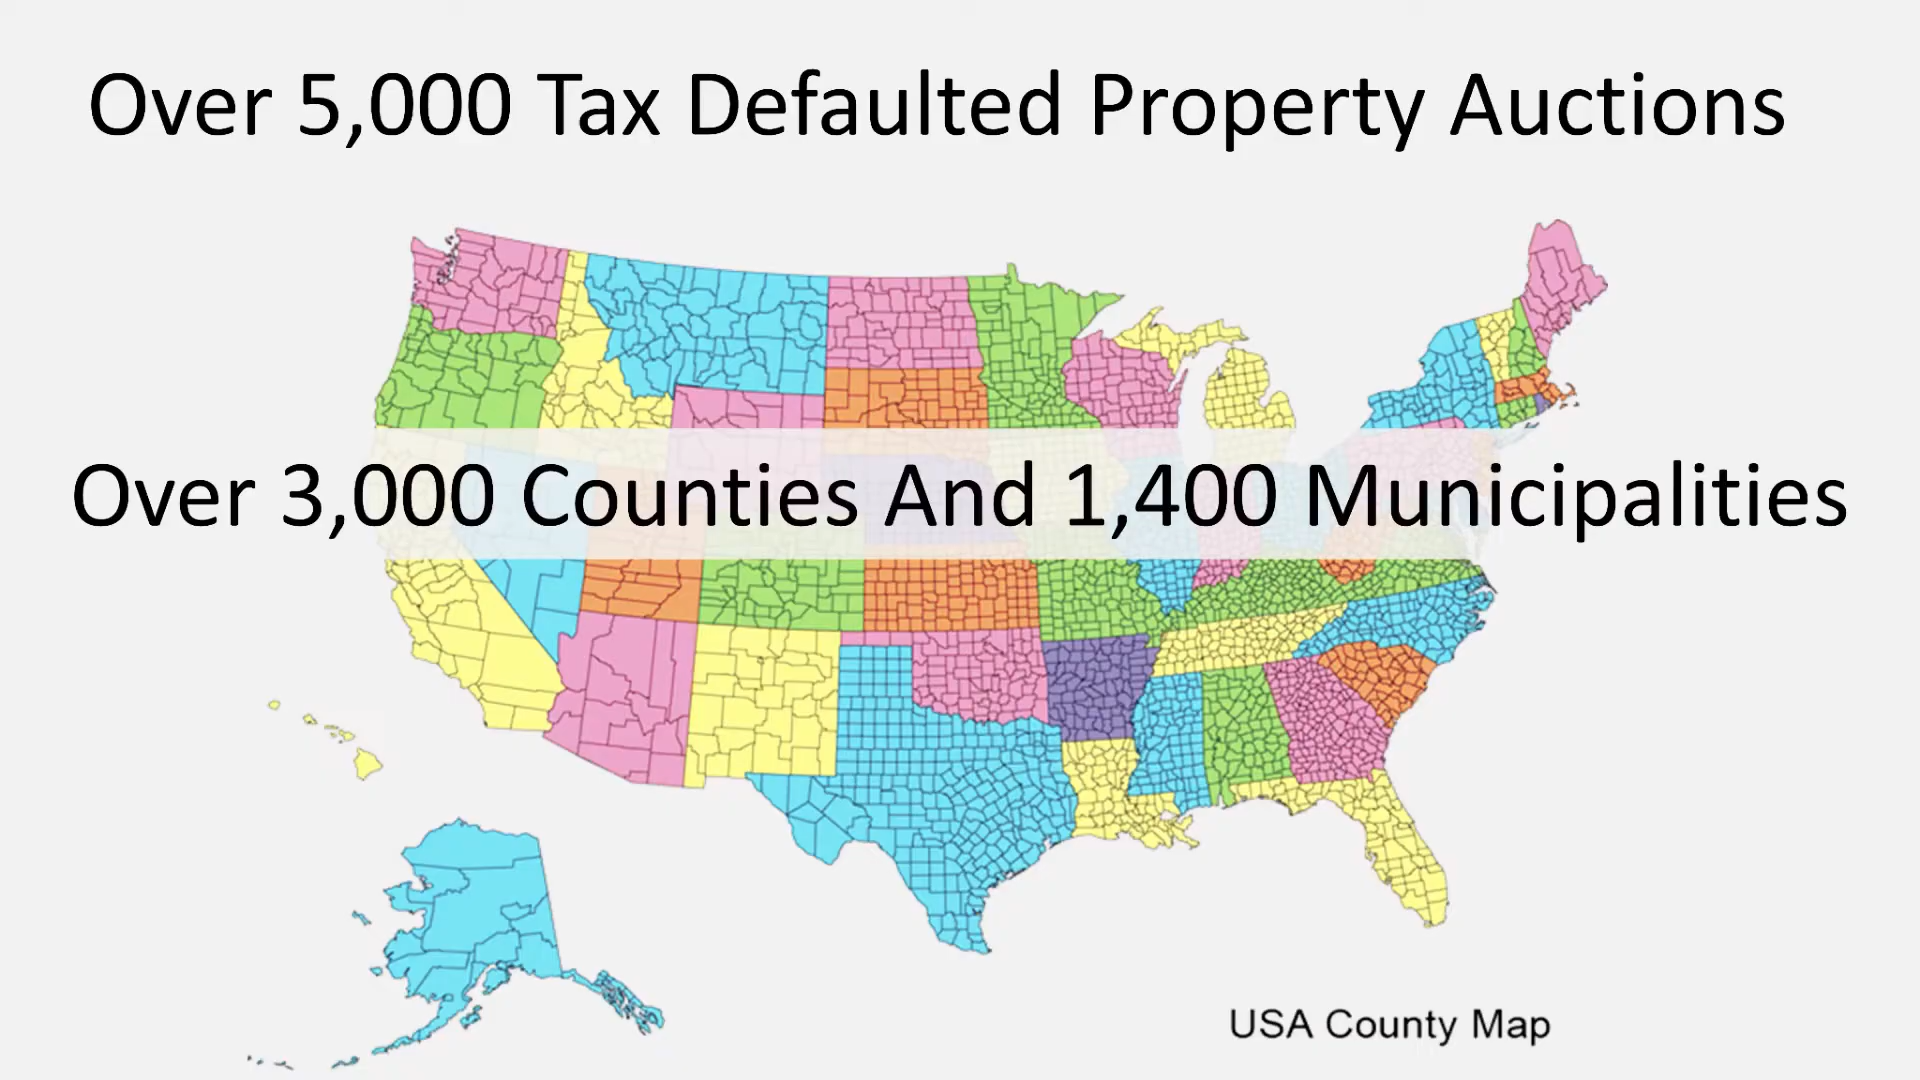 Over 5,000 Tax Defaulted Property Auctions
Over 3,000 Counties And 1,400 Municipalities
USA County Map